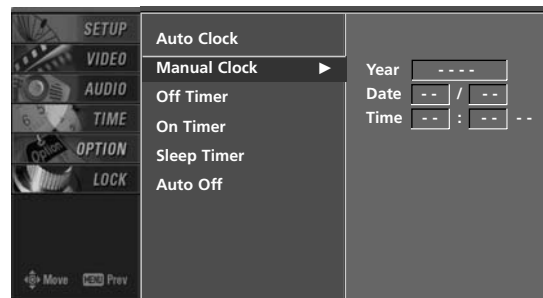 SETUP
VIDEO
AUDIO
TIME
OPTION
LOCK
Move MENU Prev
Auto Clock
Manual Clock ►
Off Timer
On Timer
Sleep Timer
Auto Off
Year - - - -
Date - - / - -
Time - - : - - - -